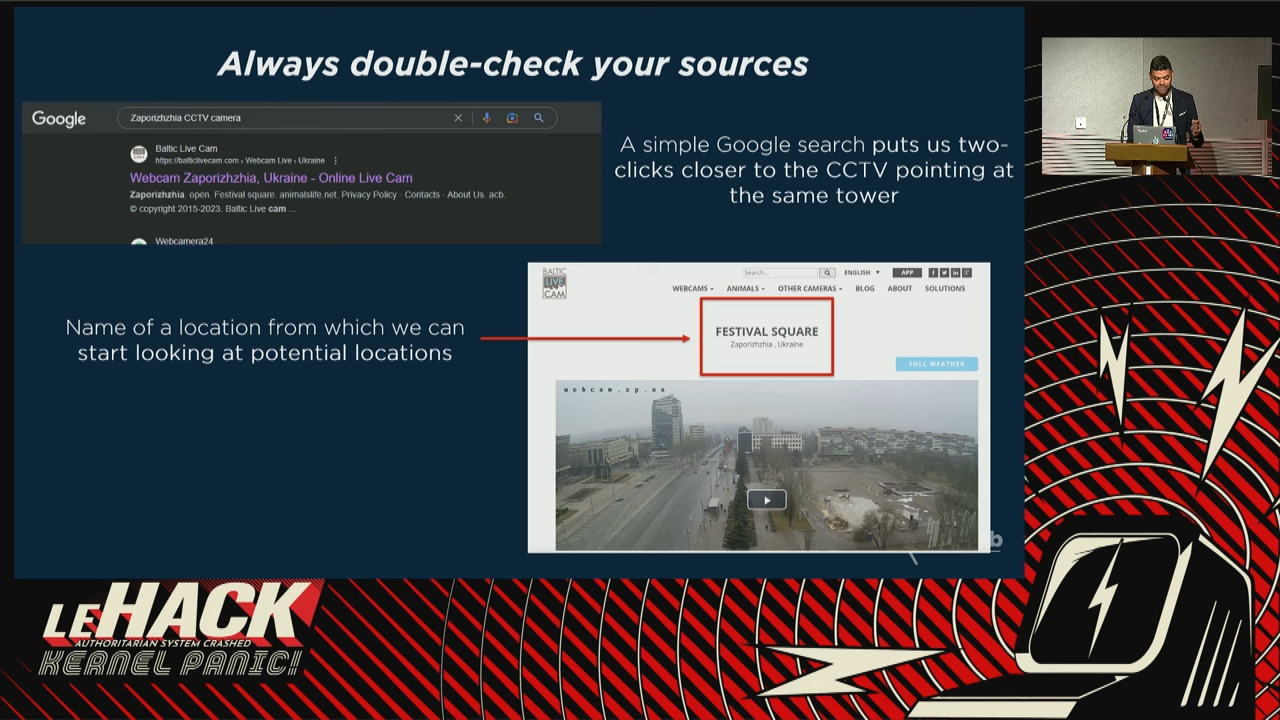 Always double-check your sources
Google
Zaporizhzhia CCTV camera
Baltic Live Cam
https://balticlivecam.com › Webcam Live › Ukraine
Webcam Zaporizhzhia, Ukraine - Online Live Cam
Zaporizhzhia. open. Festival square. animalslife.net. Privacy Policy · Contacts · About Us. acb.
© copyright 2015-2023. Baltic Live cam ...
Webcamera24
A simple Google search puts us two-
clicks closer to the CCTV pointing at
the same tower
Name of a location from which we can
start looking at potential locations
BALTIC
LIVE
CAM
Search...
ENGLISH
APP
WEBCAMS
ANIMALS
OTHER CAMERAS
BLOG
ABOUT
SOLUTIONS
FESTIVAL SQUARE
Zaporizhzhia , Ukraine
FULL WEATHER
webcam.zp.ua
LEHACK
AUTHORITARIAN SYSTEM CRASHED
KERNEL PANIC!